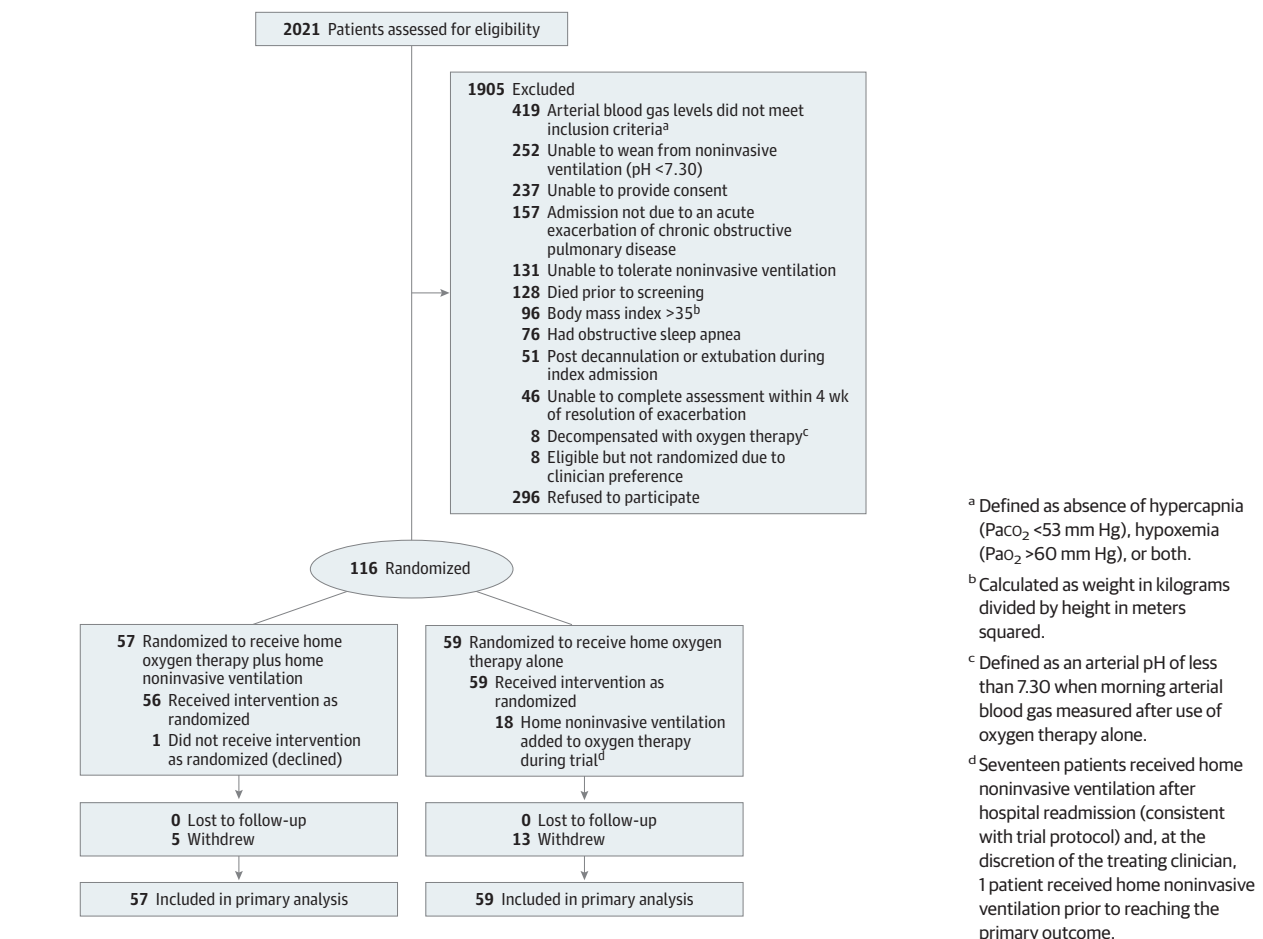 2021 Patients assessed for eligibility
1905 Excluded
419 Arterial blood gas levels did not meet
inclusion criteriaᵃ
252 Unable to wean from noninvasive
ventilation (pH <7.30)
237 Unable to provide consent
157 Admission not due to an acute
exacerbation of chronic obstructive
pulmonary disease
131 Unable to tolerate noninvasive ventilation
128 Died prior to screening
96 Body mass index >35ᵇ
76 Had obstructive sleep apnea
51 Post decannulation or extubation during
index admission
46 Unable to complete assessment within 4 wk
of resolution of exacerbation
8 Decompensated with oxygen therapyᶜ
8 Eligible but not randomized due to
clinician preference
296 Refused to participate
116 Randomized
57 Randomized to receive home
oxygen therapy plus home
noninvasive ventilation
56 Received intervention as
randomized
1 Did not receive intervention
as randomized (declined)
59 Randomized to receive home oxygen
therapy alone
59 Received intervention as
randomized
18 Home noninvasive ventilation
added to oxygen therapy
during trialᵈ
0 Lost to follow-up
5 Withdrew
0 Lost to follow-up
13 Withdrew
57 Included in primary analysis
59 Included in primary analysis
ᵃ Defined as absence of hypercapnia
(PaCO₂ <53 mm Hg), hypoxemia
(PaO₂ >60 mm Hg), or both.
ᵇ Calculated as weight in kilograms
divided by height in meters
squared.
ᶜ Defined as an arterial pH of less
than 7.30 when morning arterial
blood gas measured after use of
oxygen therapy alone.
ᵈ Seventeen patients received home
noninvasive ventilation after
hospital readmission (consistent
with trial protocol) and, at the
discretion of the treating clinician,
1 patient received home noninvasive
ventilation prior to reaching the
primary outcome.